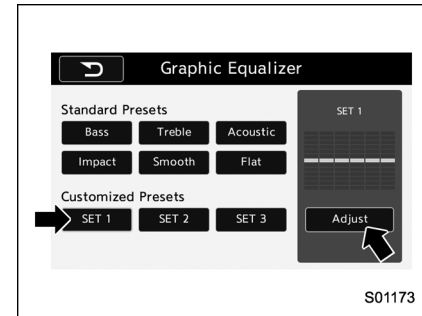 Graphic Equalizer
Standard Presets
SET 1
Bass Treble Acoustic
Impact Smooth Flat
Customized Presets
SET 1 SET 2 SET 3
Adjust
S01173